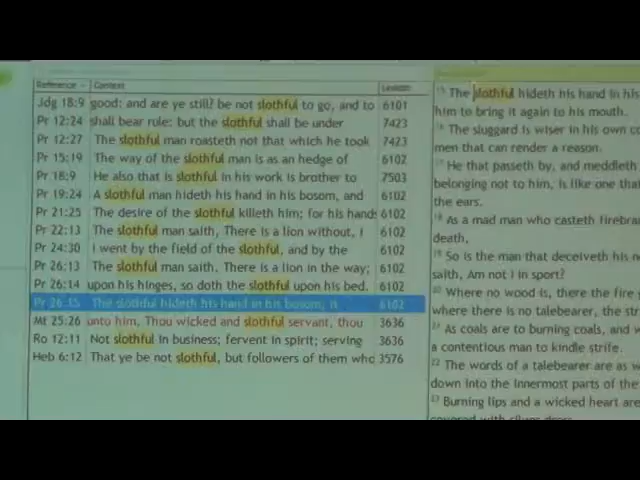 Reference Context Lexicon
Jdg 18:9 good: and are ye still? be not slothful to go, and to 6101
Pr 12:24 shall bear rule: but the slothful shall be under 7423
Pr 12:27 The slothful man roasteth not that which he took 7423
Pr 15:19 The way of the slothful man is as an hedge of 6102
Pr 18:9 He also that is slothful in his work is brother to 7503
Pr 19:24 A slothful man hideth his hand in his bosom, and 6102
Pr 21:25 The desire of the slothful killeth him; for his hands 6102
Pr 22:13 The slothful man saith, There is a lion without, I 6102
Pr 24:30 I went by the field of the slothful, and by the 6102
Pr 26:13 The slothful man saith, There is a lion in the way; 6102
Pr 26:14 upon his hinges, so doth the slothful upon his bed. 6102
Pr 26:15 The slothful hideth his hand in his bosom; it 6102
Mt 25:26 unto him, Thou wicked and slothful servant, thou 3636
Ro 12:11 Not slothful in business; fervent in spirit; serving 3636
Heb 6:12 That ye be not slothful, but followers of them who 3576
15 The slothful hideth his hand in his
him to bring it again to his mouth.
16 The sluggard is wiser in his own co
men that can render a reason.
17 He that passeth by, and meddleth
belonging not to him, is like one that
the ears.
18 As a mad man who casteth firebra
death,
19 So is the man that deceiveth his n
saith, Am not I in sport?
20 Where no wood is, there the fire g
where there is no talebearer, the str
21 As coals are to burning coals, and w
a contentious man to kindle strife.
22 The words of a talebearer are as w
down into the innermost parts of the
23 Burning lips and a wicked heart are
covered with silver dross.